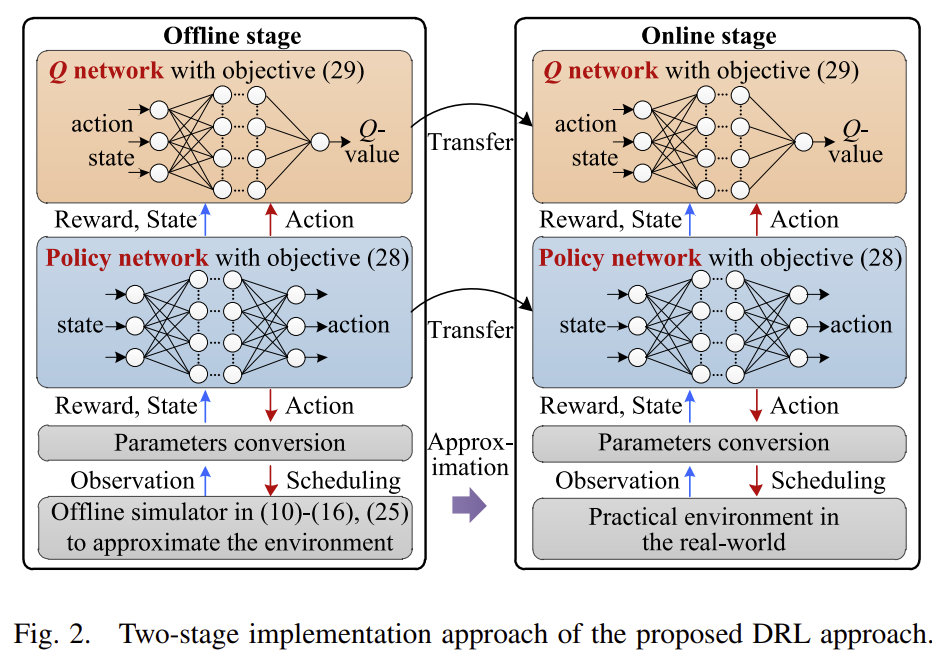 Offline stage
Q network with objective (29)
action
state
Q-
value
Reward, State
Action
Policy network with objective (28)
state
action
Reward, State
Action
Parameters conversion
Observation
Scheduling
Offline simulator in (10)-(16), (25)
to approximate the environment
Transfer
Transfer
Approx-
imation
Online stage
Q network with objective (29)
action
state
Q-
value
Reward, State
Action
Policy network with objective (28)
state
action
Reward, State
Action
Parameters conversion
Observation
Scheduling
Practical environment in
the real-world
Fig. 2. Two-stage implementation approach of the proposed DRL approach.